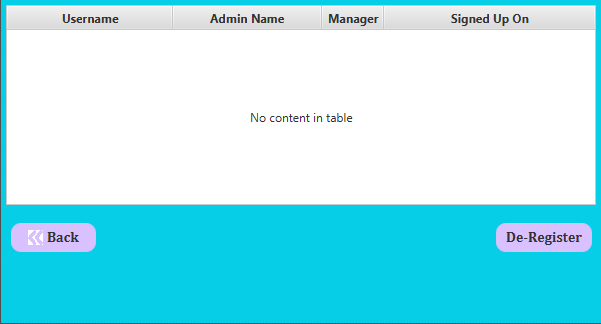 Username Admin Name Manager Signed Up On
No content in table
Back De-Register